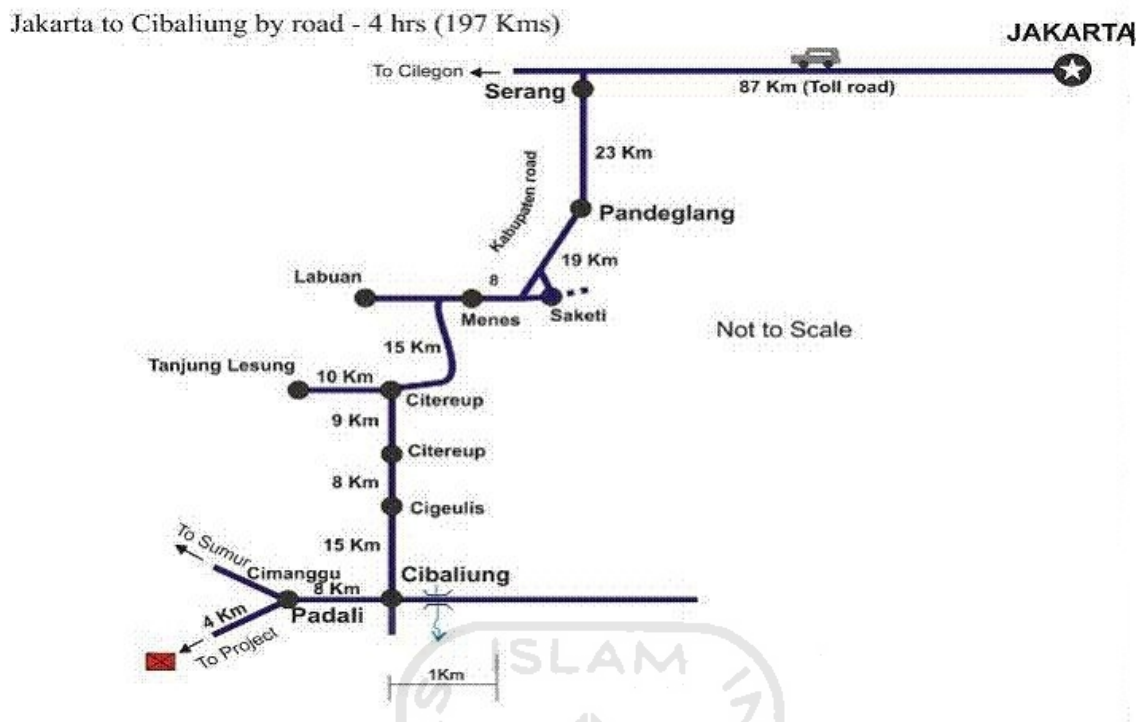 Jakarta to Cibaliung by road - 4 hrs (197 Kms)
JAKARTA
To Cilegon
87 Km (Toll road)
Serang
23 Km
Kabupaten road
Pandeglang
19 Km
Labuan
8
Menes
Saketi
Not to Scale
15 Km
Tanjung Lesung
10 Km
Citereup
9 Km
Citereup
8 Km
Cigeulis
15 Km
To Sumur
Cimanggu
8 Km
Cibaliung
Padali
4 Km
To Project
1Km
ISLAM